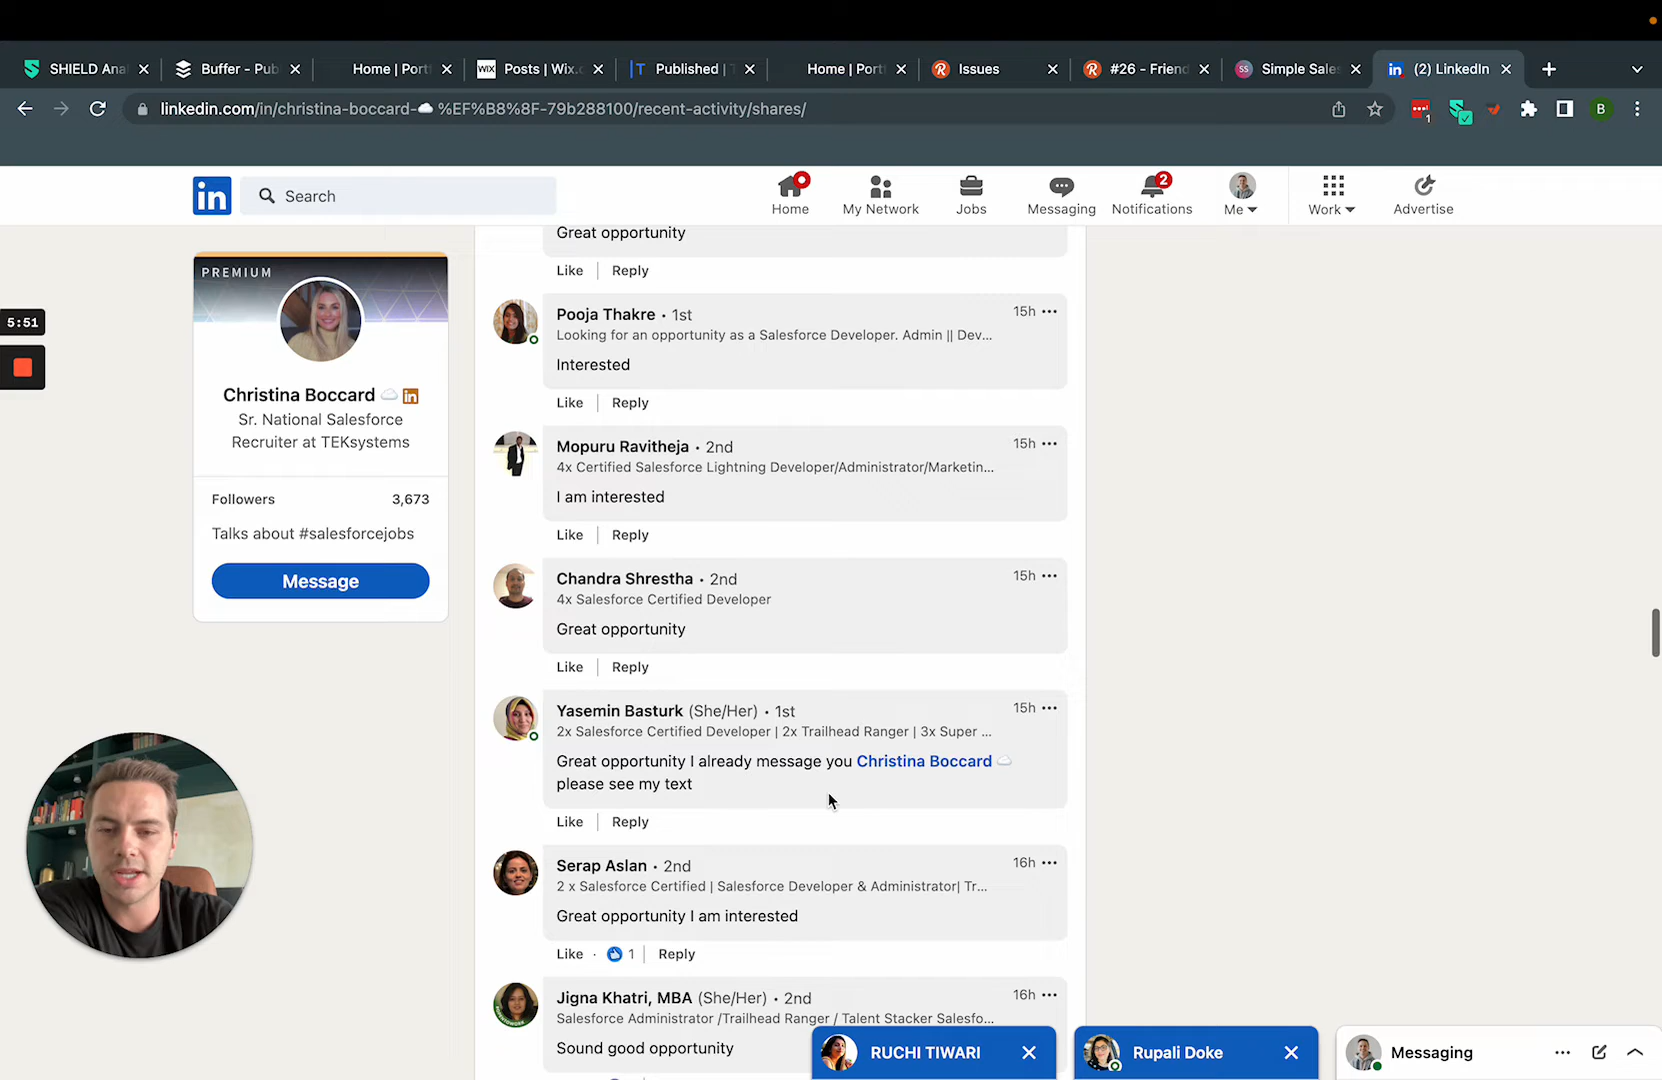 SHIELD Ana
Buffer - Pub
Home | Portf
Posts | Wix.c
Published | T
Home | Portf
Issues
#26 - Friend
Simple Sales
(2) LinkedIn
linkedin.com/in/christina-boccard-☁️%EF%B8%8F-79b288100/recent-activity/shares/
1
B
in
Search
Home
My Network
Jobs
Messaging
2
Notifications
Me
Work
Advertise
PREMIUM
Christina Boccard ☁️ in
Sr. National Salesforce
Recruiter at TEKsystems
Followers 3,673
Talks about #salesforcejobs
Message
5:51
Great opportunity
Like | Reply
Pooja Thakre • 1st 15h
Looking for an opportunity as a Salesforce Developer. Admin || Dev...
Interested
Like | Reply
Mopuru Ravitheja • 2nd 15h
4x Certified Salesforce Lightning Developer/Administrator/Marketin...
I am interested
Like | Reply
Chandra Shrestha • 2nd 15h
4x Salesforce Certified Developer
Great opportunity
Like | Reply
Yasemin Basturk (She/Her) • 1st 15h
2x Salesforce Certified Developer | 2x Trailhead Ranger | 3x Super ...
Great opportunity I already message you Christina Boccard ☁️
please see my text
Like | Reply
Serap Aslan • 2nd 16h
2 x Salesforce Certified | Salesforce Developer & Administrator| Tr...
Great opportunity I am interested
Like · 1 | Reply
Jigna Khatri, MBA (She/Her) • 2nd 16h
Salesforce Administrator /Trailhead Ranger / Talent Stacker Salesfo...
Sound good opportunity
RUCHI TIWARI
Rupali Doke
Messaging